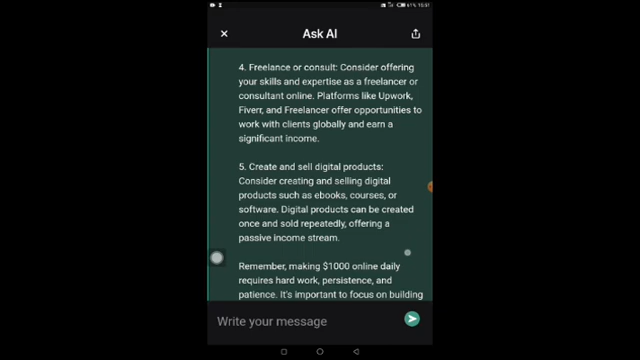 61% 15:51
Ask AI
4. Freelance or consult: Consider offering
your skills and expertise as a freelancer or
consultant online. Platforms like Upwork,
Fiverr, and Freelancer offer opportunities to
work with clients globally and earn a
significant income.
5. Create and sell digital products:
Consider creating and selling digital
products such as ebooks, courses, or
software. Digital products can be created
once and sold repeatedly, offering a
passive income stream.
Remember, making $1000 online daily
requires hard work, persistence, and
patience. It's important to focus on building
Write your message